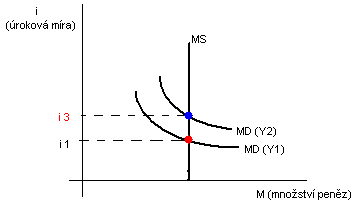 i
(úroková míra)
MS
i 3
MD (Y2)
i 1
MD (Y1)
M (množství peněz)